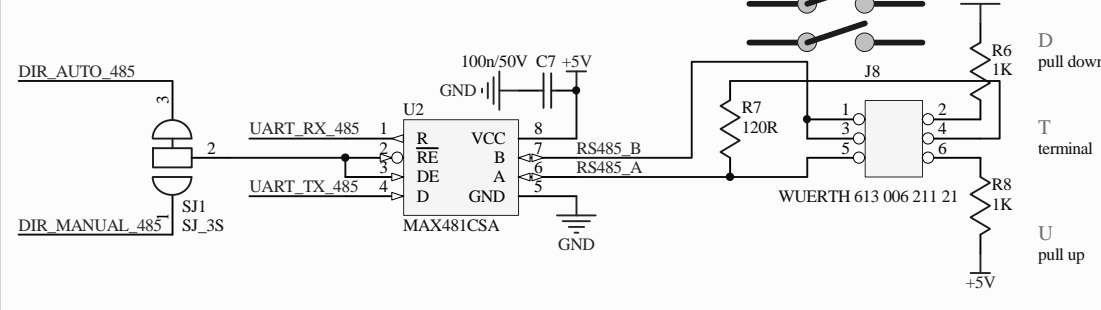 DIR_AUTO_485
3
2
SJ1
SJ_3S
1
DIR_MANUAL_485
100n/50V C7 +5V
GND
U2
UART_RX_485 1 R VCC 8
2 RE B 7 RS485_B
3 DE A 6 RS485_A
UART_TX_485 4 D GND 5
MAX481CSA
GND
R7
120R
J8
1 2
3 4
5 6
WUERTH 613 006 211 21
R6
1K
R8
1K
+5V
D
pull down
T
terminal
U
pull up